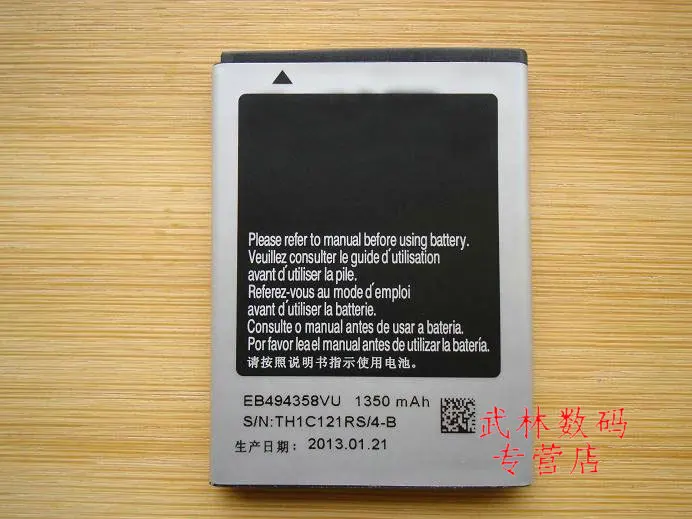 Please refer to manual before using battery.
Veuillez consulter le guide d'utilisation
avant d'utiliser la pile.
Referez-vous au mode d'emploi
avant d'utiliser la batterie.
Consulte o manual antes de usar a bateria.
Por favor lea el manual antes de utilizar la batería.
请按照说明书指示使用电池。
EB494358VU 1350 mAh
S/N:TH1C121RS/4-B
生产日期: 2013.01.21
武林数码
专营店